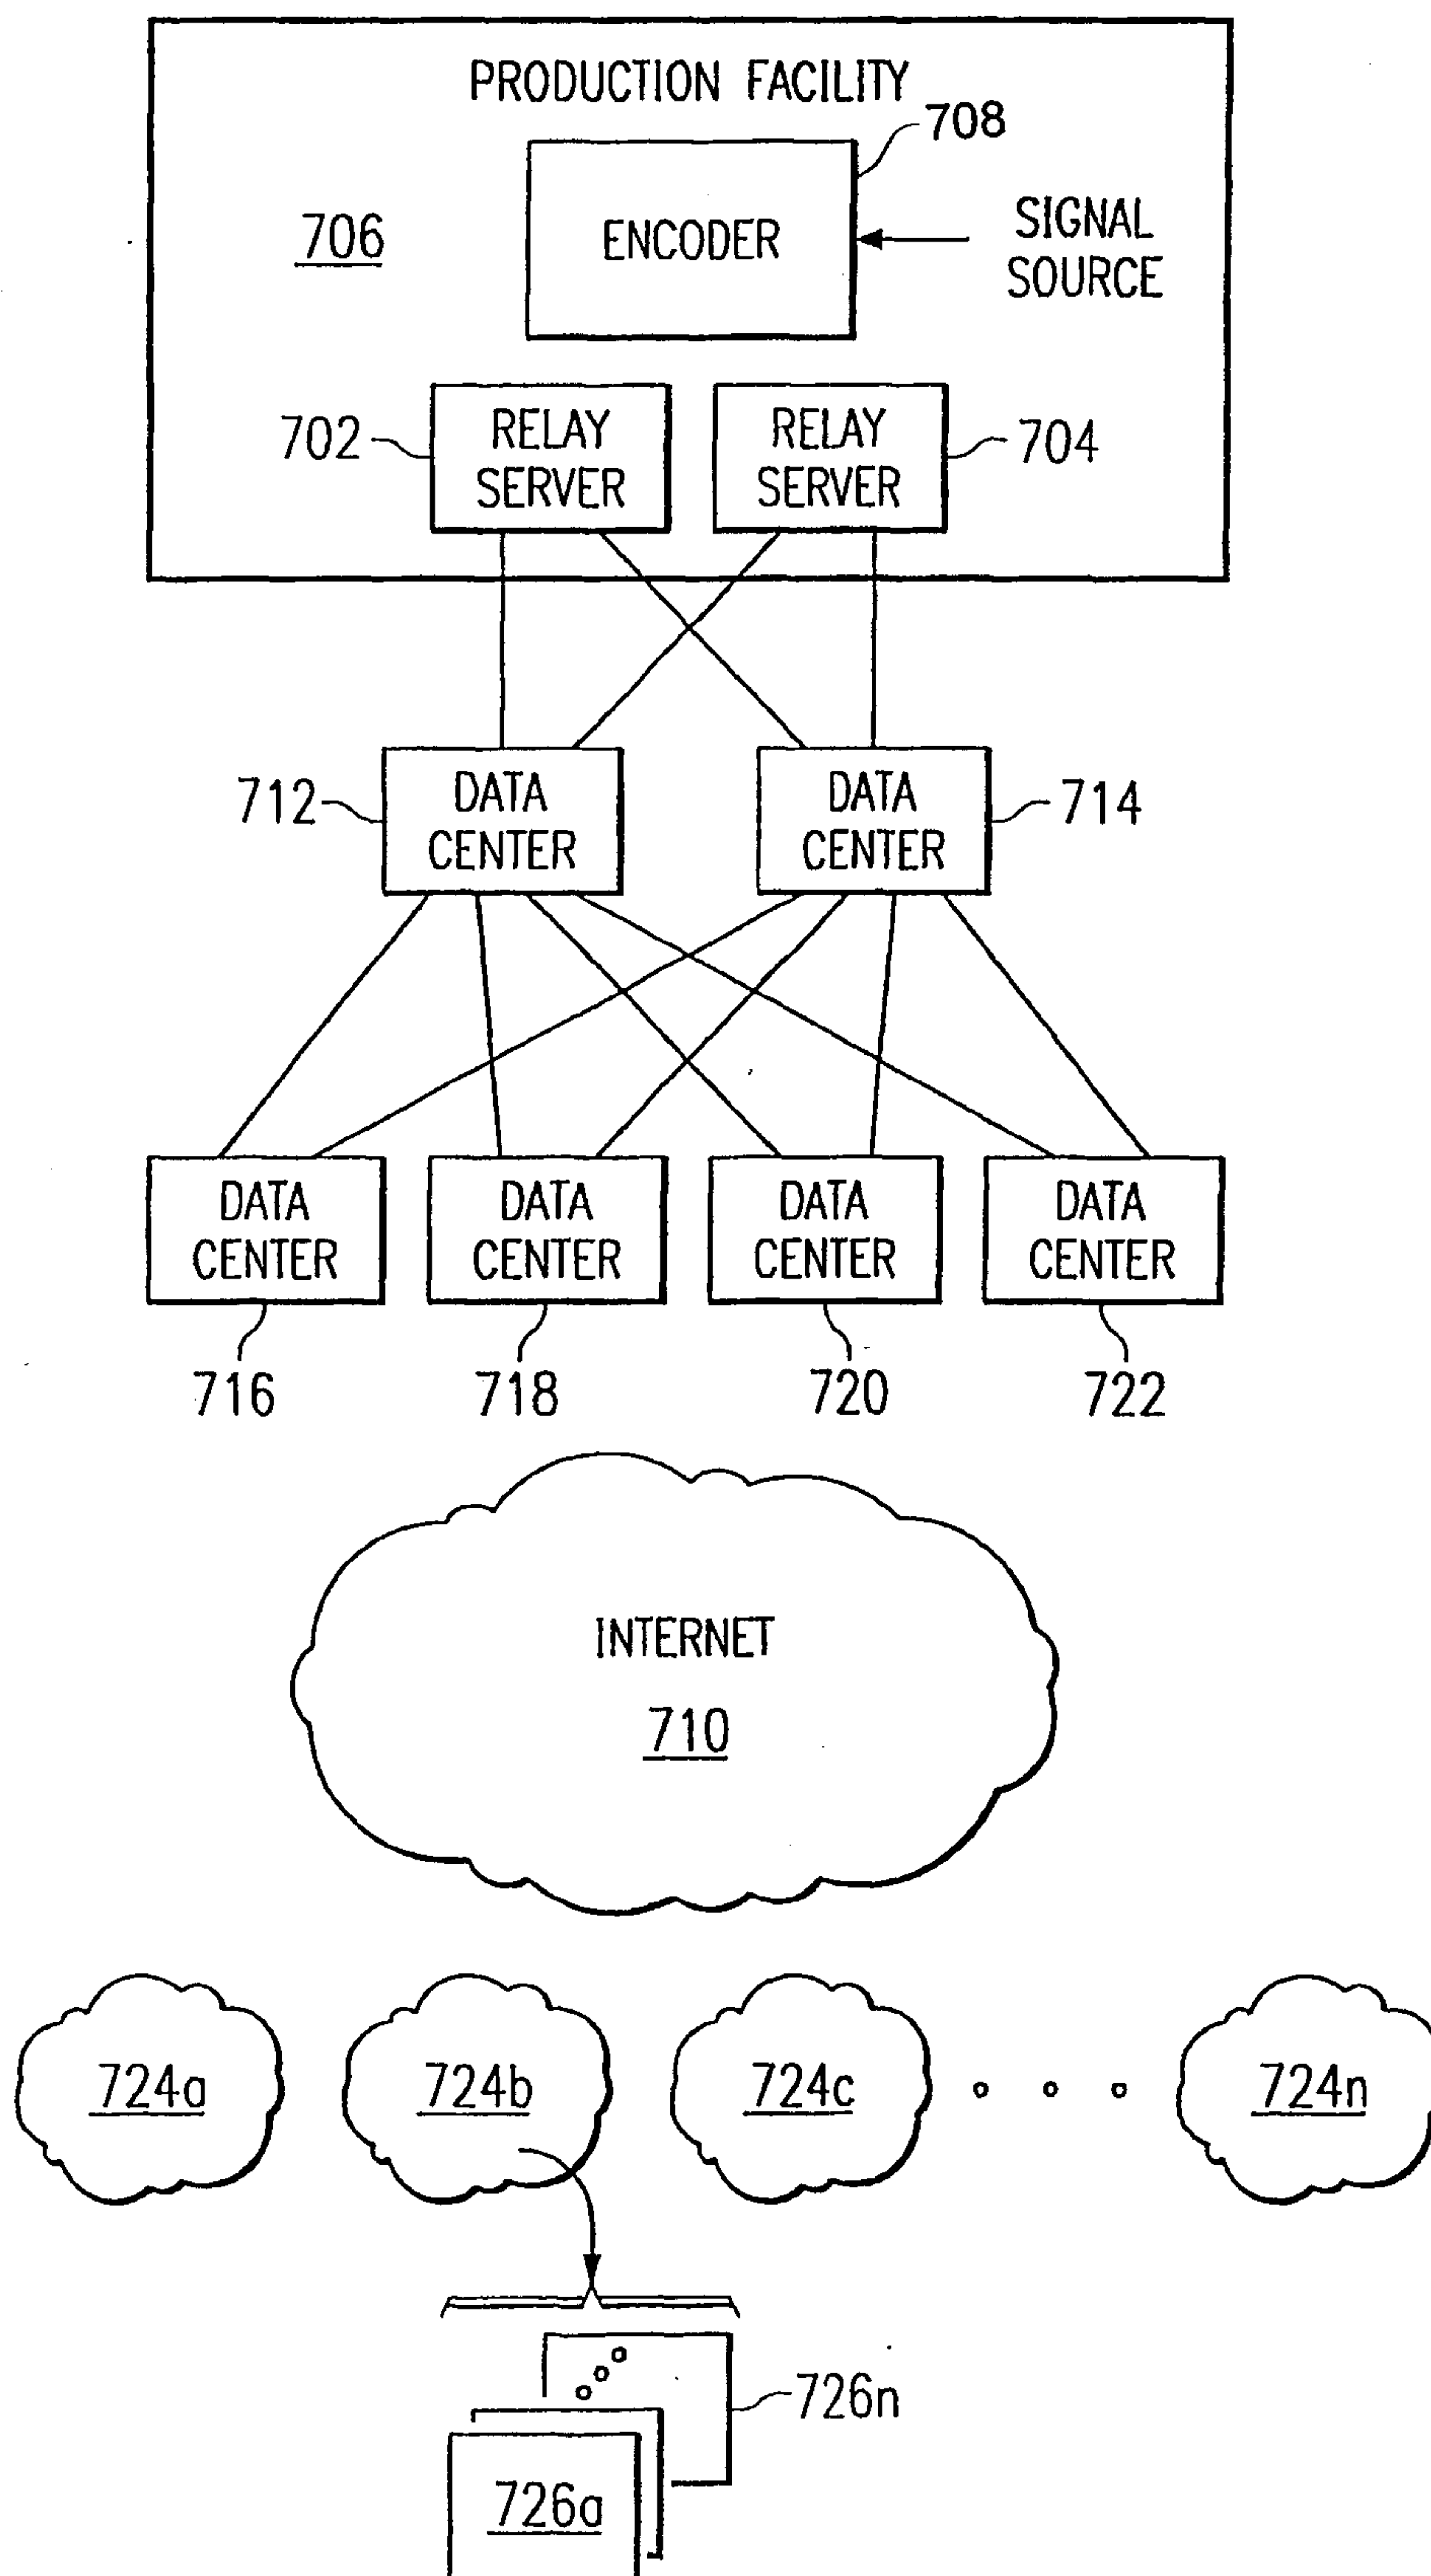 PRODUCTION FACILITY
708
706
ENCODER
SIGNAL
SOURCE
702
RELAY
SERVER
RELAY
SERVER
704
712
DATA
CENTER
DATA
CENTER
714
DATA
CENTER
DATA
CENTER
DATA
CENTER
DATA
CENTER
716
718
720
722
INTERNET
710
724a
724b
724c
724n
726n
726a